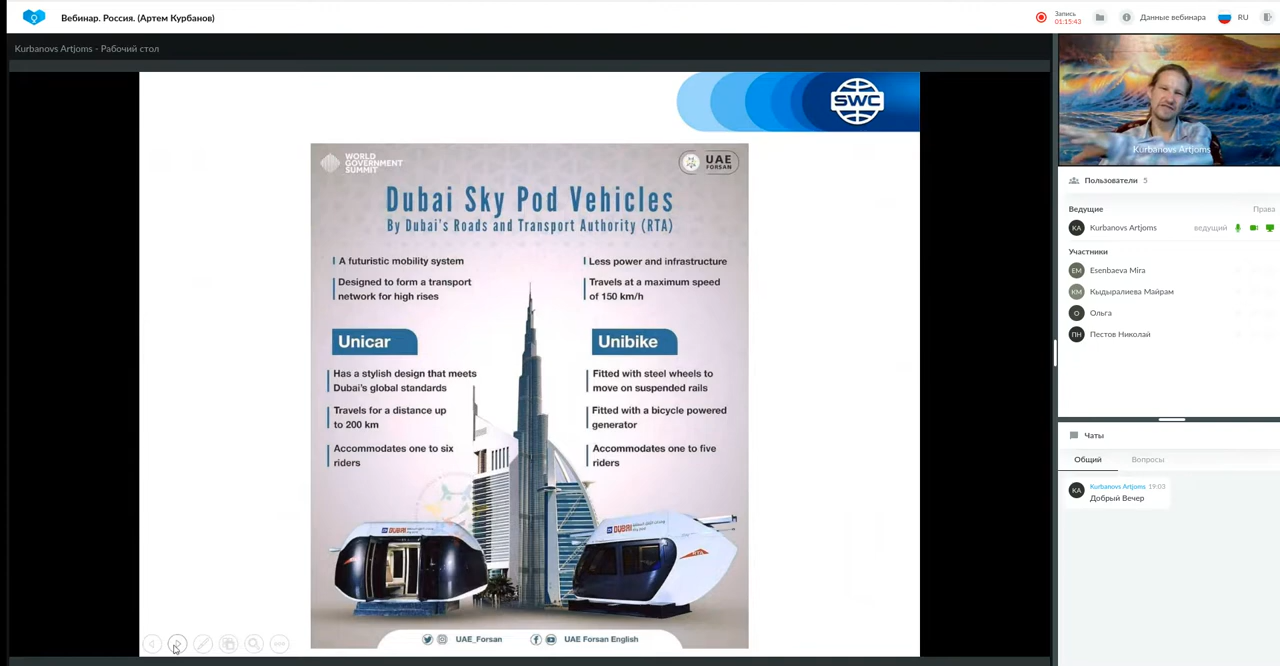 Вебинар. Россия. (Артем Курбанов)
Запись
01:15:43
Данные вебинара
RU
Kurbanovs Artjoms - Рабочий стол
SWC
WORLD
GOVERNMENT
SUMMIT
UAE
FORSAN
Dubai Sky Pod Vehicles
By Dubai's Roads and Transport Authority (RTA)
A futuristic mobility system
Designed to form a transport
network for high rises
Less power and infrastructure
Travels at a maximum speed
of 150 km/h
Unicar
Has a stylish design that meets
Dubai's global standards
Travels for a distance up
to 200 km
Accommodates one to six
riders
Unibike
Fitted with steel wheels to
move on suspended rails
Fitted with a bicycle powered
generator
Accommodates one to five
riders
DUBAI
DUBAI
RTA
UAE_Forsan
UAE Forsan English
Kurbanovs Artjoms
Пользователи 5
Ведущие
Права
KA
Kurbanovs Artjoms
ведущий
Участники
EM
Esenbaeva Mira
КМ
Кыдыралиева Майрам
О
Ольга
ПН
Пестов Николай
Чаты
Общий
Вопросы
KA
Kurbanovs Artjoms 19:03
Добрый Вечер